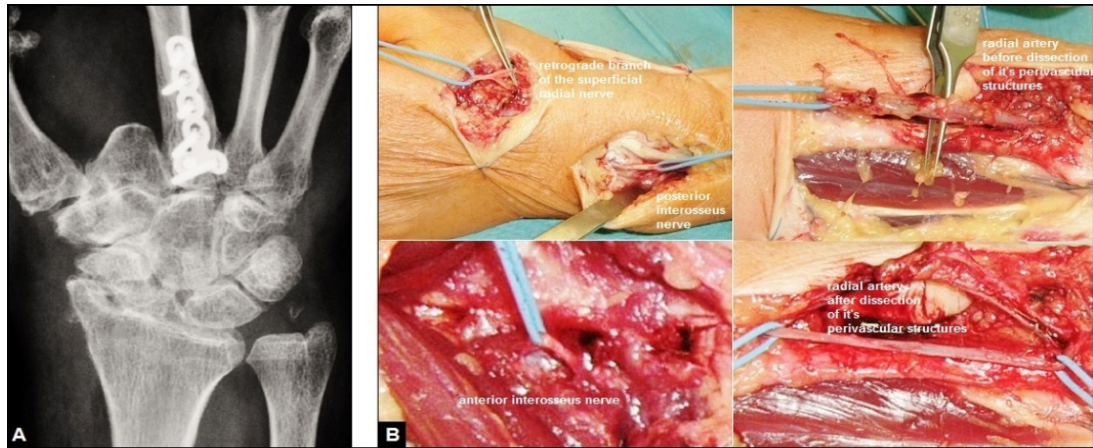 A
B
retrograde branch
of the superficial
radial nerve
posterior
interosseus
nerve
radial artery
before dissection
of it's perivascular
structures
anterior interosseus nerve
radial artery
after dissection
of it's
perivascular structures